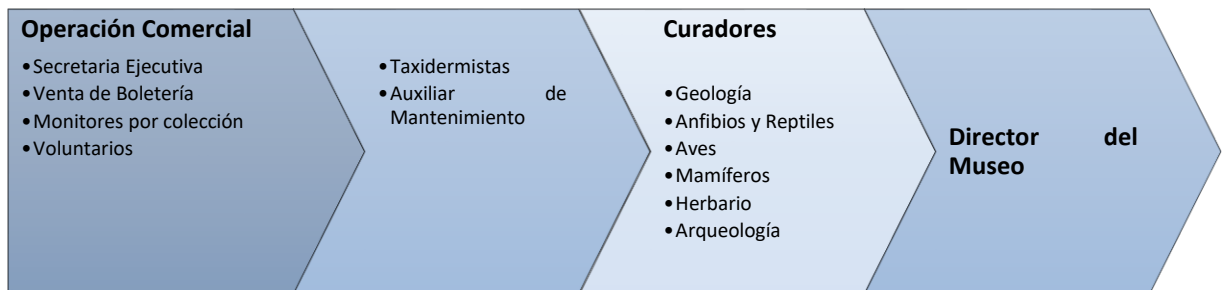 Operación Comercial
•Secretaria Ejecutiva
•Venta de Boletería
•Monitores por colección
•Voluntarios
•Taxidermistas
•Auxiliar de
Mantenimiento
Curadores
•Geología
•Anfibios y Reptiles
•Aves
•Mamíferos
•Herbario
•Arqueología
Director del
Museo